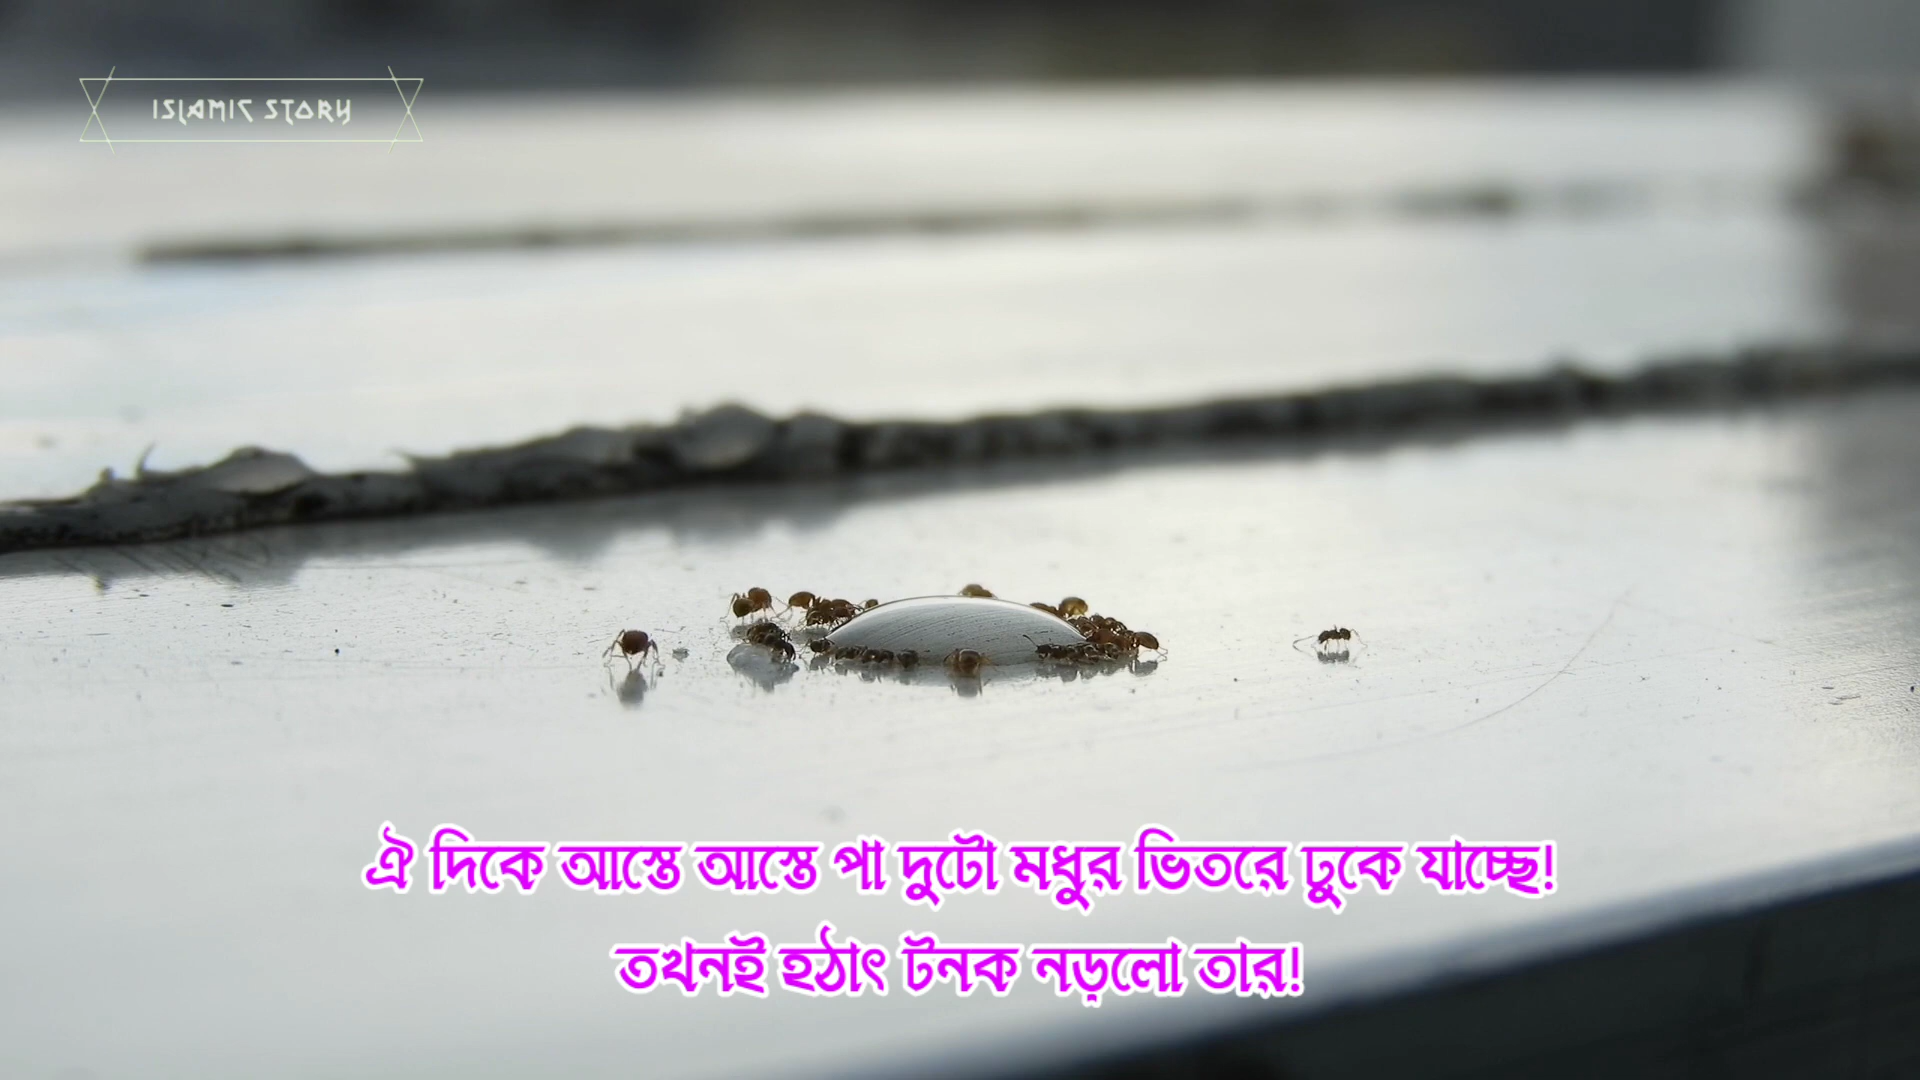 ISLAMIC STORY
ঐ দিকে আস্তে আস্তে পা দুটো মধুর ভিতরে ঢুকে যাচ্ছে!
তখনই হঠাৎ টনক নড়লো তার!